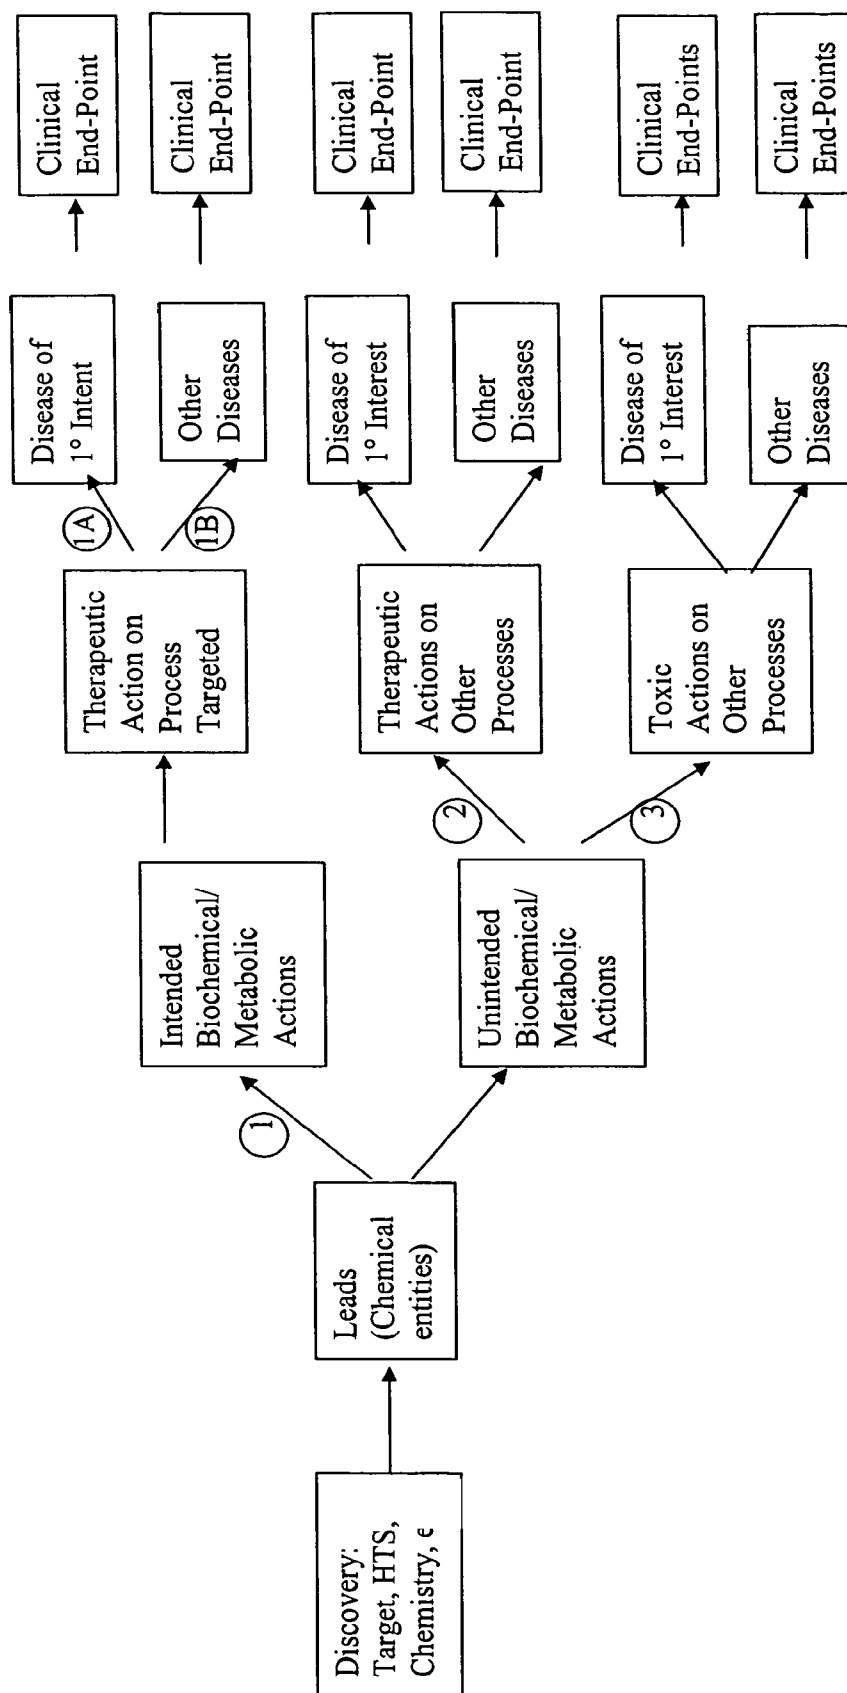 Discovery:
Target, HTS,
Chemistry, e
Leads
(Chemical
entities)
1
Intended
Biochemical/
Metabolic
Actions
Unintended
Biochemical/
Metabolic
Actions
2
3
Therapeutic
Action on
Process
Targeted
Therapeutic
Actions on
Other
Processes
Toxic
Actions on
Other
Processes
1A
1B
Disease of
1° Intent
Other
Diseases
Disease of
1° Interest
Other
Diseases
Disease of
1° Interest
Other
Diseases
Clinical
End-Point
Clinical
End-Point
Clinical
End-Point
Clinical
End-Point
Clinical
End-Points
Clinical
End-Points